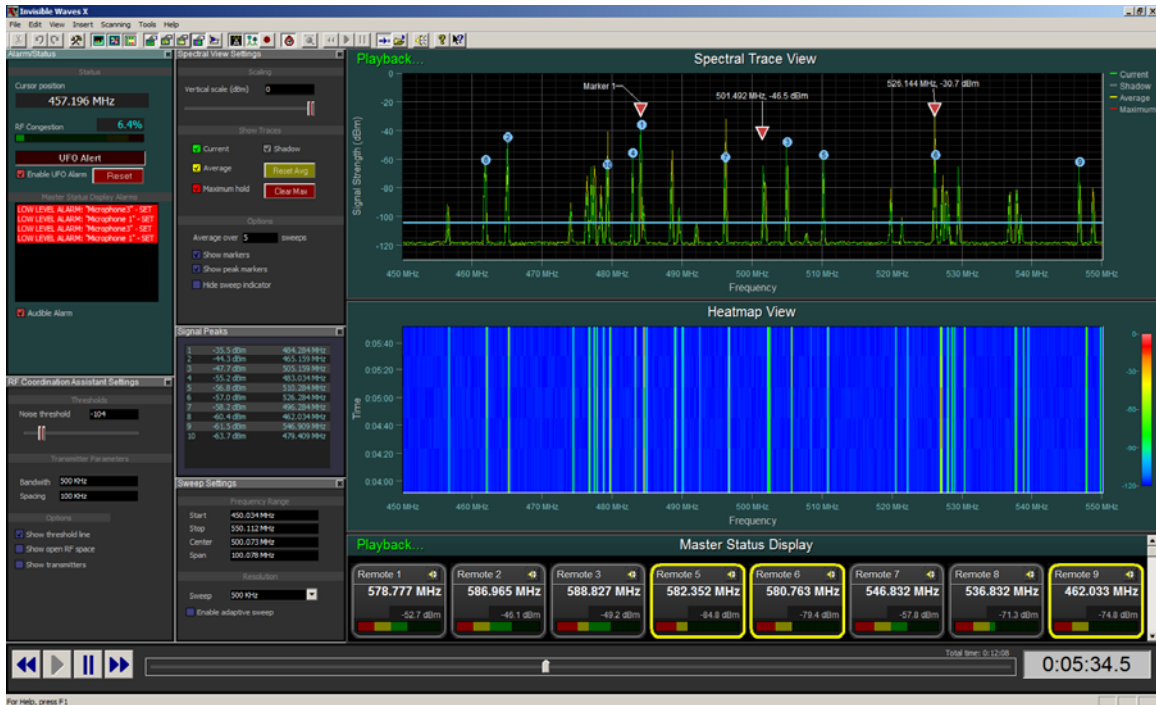 Invisible Waves X
File Edit View Insert Scanning Tools Help
Alarm/Status
Status
Cursor position
457.196 MHz
RF Congestion 6.4%
UFO Alert
Enable UFO Alarm Reset
Master Status Display Alarms
LOW LEVEL ALARM: "Microphone3" - SET
LOW LEVEL ALARM: "Microphone 1" - SET
LOW LEVEL ALARM: "Microphone3" - SET
LOW LEVEL ALARM: "Microphone 1" - SET
Audible Alarm
RF Coordination Assistant Settings
Thresholds
Noise threshold -104
Transmitter Parameters
Bandwith 500 KHz
Spacing 100 KHz
Options
Show threshold line
Show open RF space
Show transmitters
Spectral View Settings
Scaling
Vertical scale (dBm) 0
Show Traces
Current Shadow
Average Reset Avg
Maximum hold Clear Max
Options
Average over 5 sweeps
Show markers
Show peak markers
Hide sweep indicator
Signal Peaks
1 -35.5 dBm 484.284 MHz
2 -44.3 dBm 465.159 MHz
3 -47.7 dBm 505.159 MHz
4 -55.2 dBm 483.034 MHz
5 -56.8 dBm 510.284 MHz
6 -57.0 dBm 526.284 MHz
7 -58.2 dBm 496.284 MHz
8 -60.4 dBm 462.034 MHz
9 -61.5 dBm 546.909 MHz
10 -63.7 dBm 479.409 MHz
Sweep Settings
Frequency Range
Start 450.034 MHz
Stop 550.112 MHz
Center 500.073 MHz
Span 100.078 MHz
Resolution
Sweep 500 KHz
Enable adaptive sweep
Playback... Spectral Trace View
Current
Shadow
Average
Maximum
Marker 1
501.492 MHz, -46.5 dBm
526.144 MHz, -30.7 dBm
Signal Strength (dBm)
0
-20
-40
-60
-80
-100
-120
450 MHz 460 MHz 470 MHz 480 MHz 490 MHz 500 MHz 510 MHz 520 MHz 530 MHz 540 MHz 550 MHz
Frequency
Heatmap View
Time
0:05:40
0:05:20
0:05:00
0:04:40
0:04:20
0:04:00
0-
-30-
-60-
-90-
-120-
450 MHz 460 MHz 470 MHz 480 MHz 490 MHz 500 MHz 510 MHz 520 MHz 530 MHz 540 MHz 550 MHz
Frequency
Playback... Master Status Display
Remote 1 Remote 2 Remote 3 Remote 5 Remote 6 Remote 7 Remote 8 Remote 9
578.777 MHz 586.965 MHz 588.827 MHz 582.352 MHz 580.763 MHz 546.832 MHz 536.832 MHz 462.033 MHz
-52.7 dBm -46.1 dBm -49.2 dBm -84.8 dBm -79.4 dBm -57.8 dBm -71.3 dBm -74.8 dBm
Total time: 0:12:08
0:05:34.5
For Help, press F1